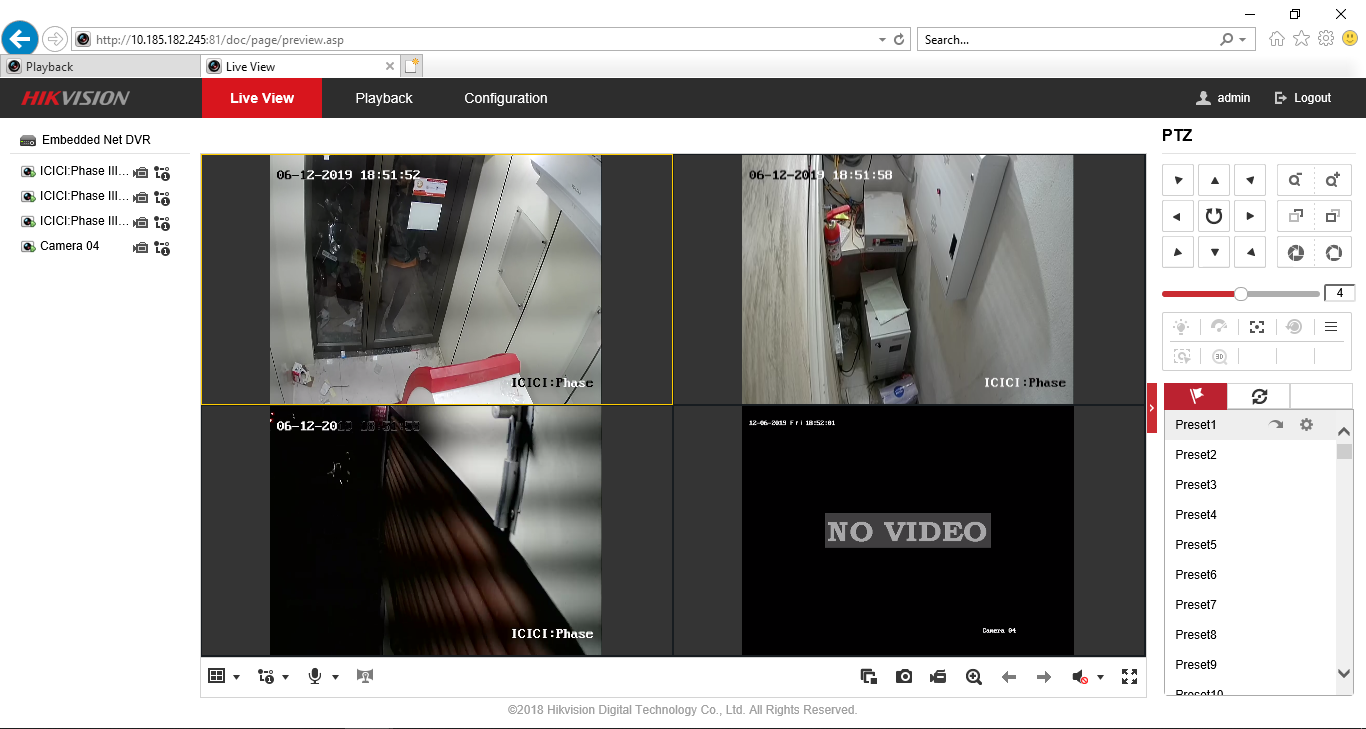 http://10.185.182.245:81/doc/page/preview.asp
Search...
Playback
Live View
HIKVISION
Live View
Playback
Configuration
admin
Logout
Embedded Net DVR
ICICI:Phase III...
ICICI:Phase III...
ICICI:Phase III...
Camera 04
06-12-2019 18:51:52
ICICI:Phase
06-12-2019 18:51:58
ICICI:Phase
06-12-20
ICICI:Phase
12-06-2019 Fri 18:52:01
NO VIDEO
Camera 04
PTZ
4
3D
Preset1
Preset2
Preset3
Preset4
Preset5
Preset6
Preset7
Preset8
Preset9
Preset10
©2018 Hikvision Digital Technology Co., Ltd. All Rights Reserved.